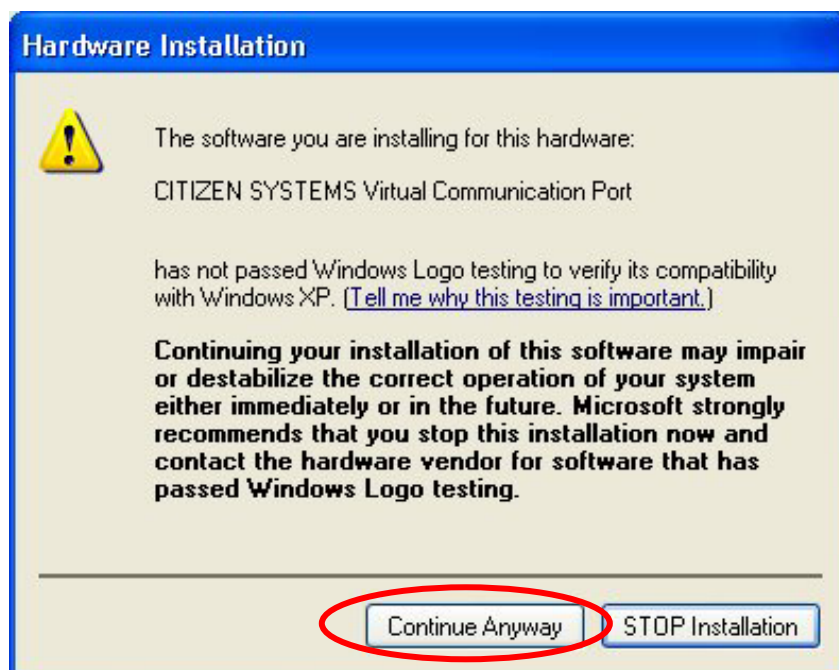 Hardware Installation
The software you are installing for this hardware:
CITIZEN SYSTEMS Virtual Communication Port
has not passed Windows Logo testing to verify its compatibility
with Windows XP. (Tell me why this testing is important.)
Continuing your installation of this software may impair
or destabilize the correct operation of your system
either immediately or in the future. Microsoft strongly
recommends that you stop this installation now and
contact the hardware vendor for software that has
passed Windows Logo testing.
Continue Anyway STOP Installation